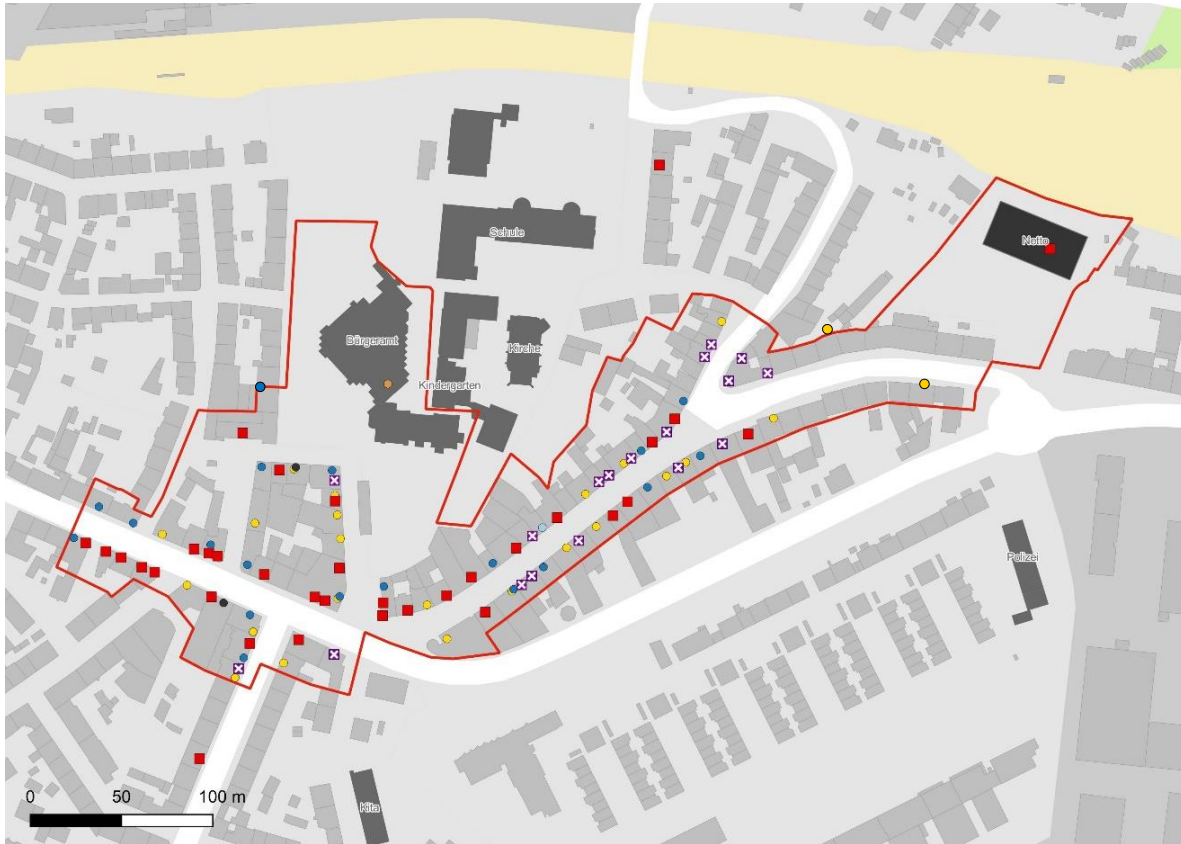 Schule
Netto
Bürgeramt
Kirche
Kindergarten
Polizei
Kita
0 50 100 m